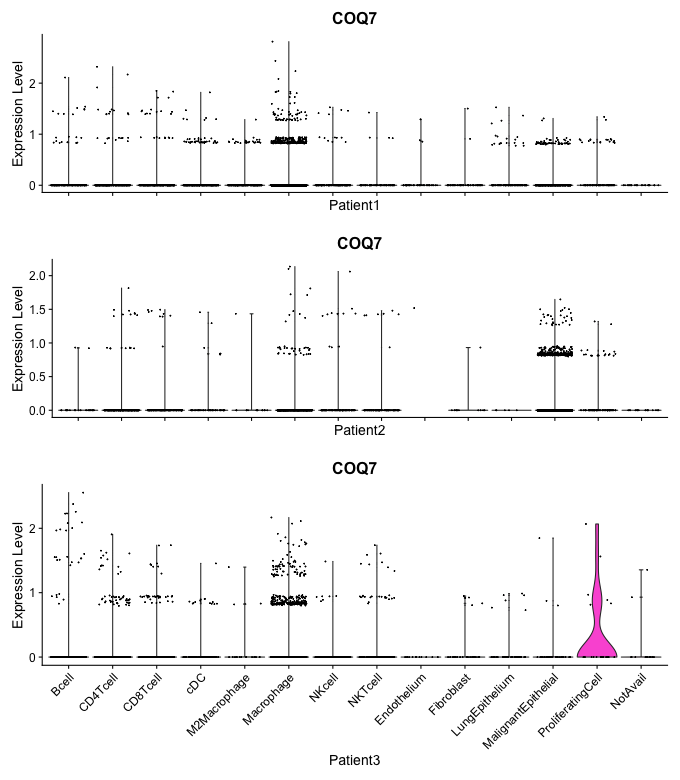 COQ7
Expression Level
2
1
0
Patient1
COQ7
Expression Level
2.0
1.5
1.0
0.5
0.0
Patient2
COQ7
Expression Level
2
1
0
Bcell
CD4Tcell
CD8Tcell
cDC
M2Macrophage
Macrophage
NKcell
NKTcell
Endothelium
Fibroblast
LungEpithelium
MalignantEpithelial
ProliferatingCell
NotAvail
Patient3